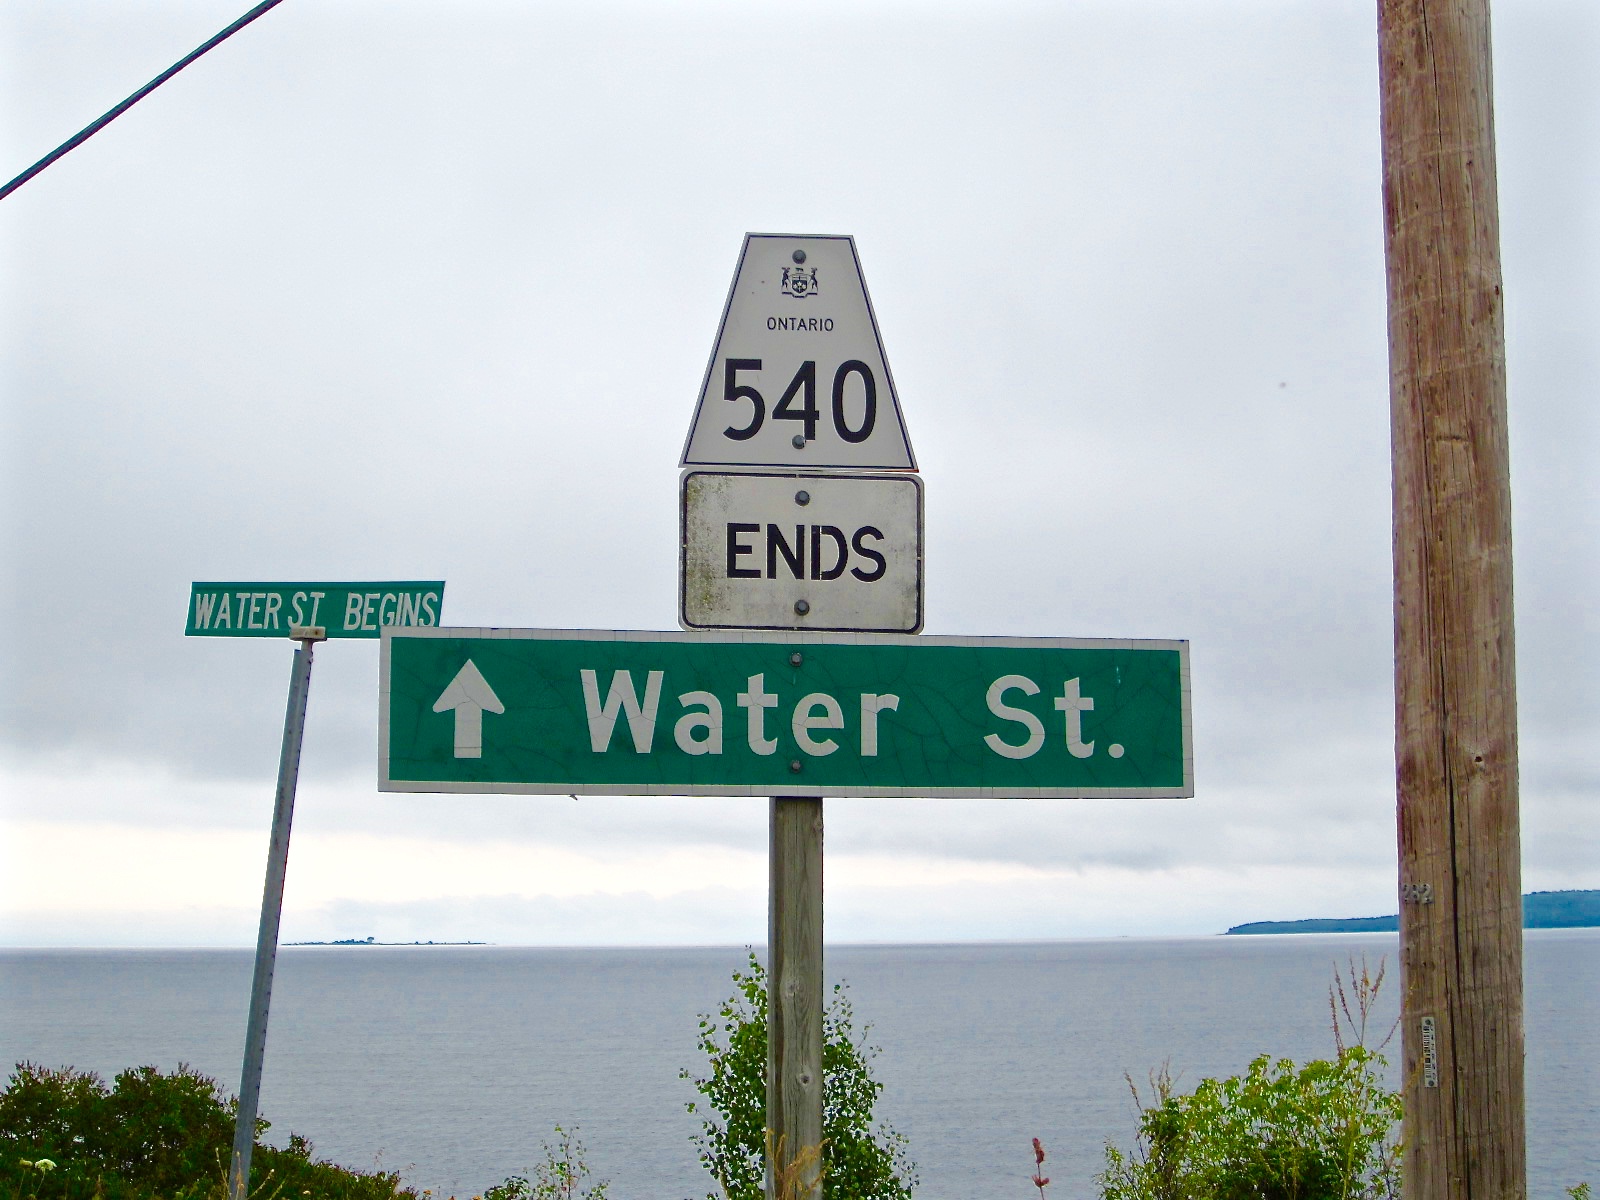 ONTARIO
540
ENDS
WATER ST BEGINS
Water St.